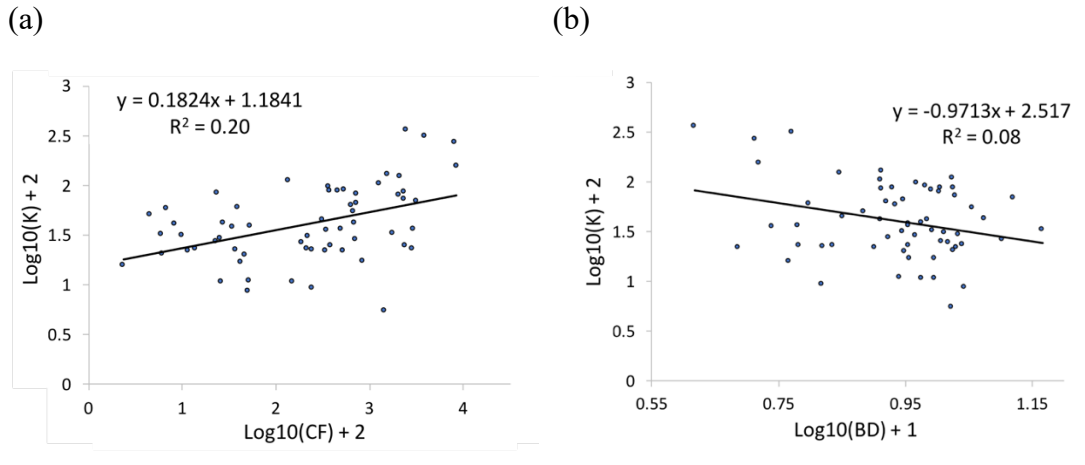 (a)
y = 0.1824x + 1.1841
R² = 0.20
3
2.5
2
1.5
1
0.5
0
Log10(K) + 2
0 1 2 3 4
Log10(CF) + 2
(b)
y = -0.9713x + 2.517
R² = 0.08
3
2.5
2
1.5
1
0.5
0
Log10(K) + 2
0.55 0.75 0.95 1.15
Log10(BD) + 1